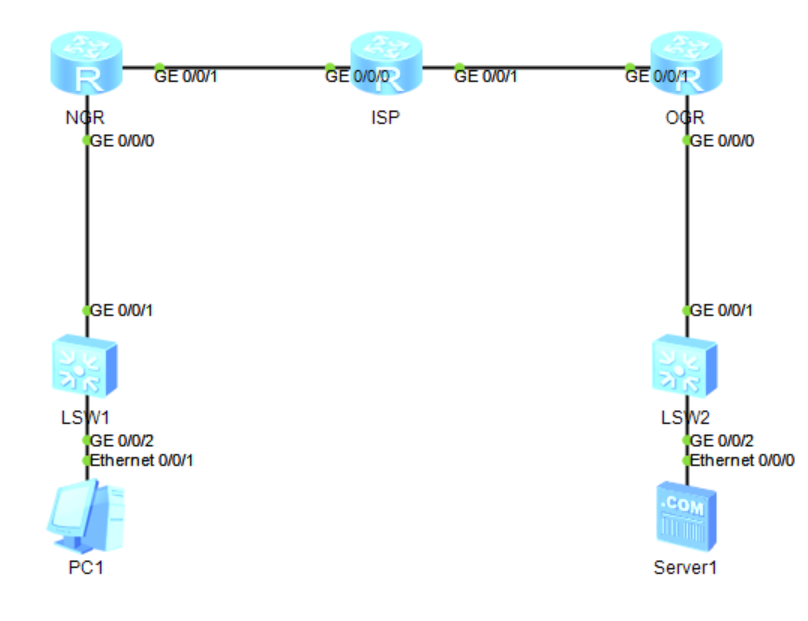 R
R
R
GE 0/0/1
GE 0/0/0
GE 0/0/1
GE 0/0/1
NGR
ISP
OGR
GE 0/0/0
GE 0/0/0
GE 0/0/1
GE 0/0/1
LSW1
LSW2
GE 0/0/2
GE 0/0/2
Ethernet 0/0/1
Ethernet 0/0/0
.COM
PC1
Server1